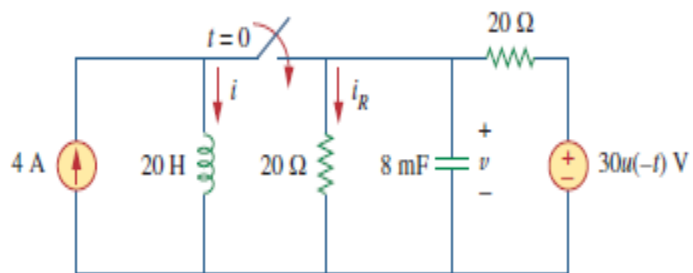 20 Ω
t = 0
i
i_R
4 A
20 H
20 Ω
8 mF
+
v
−
+
−
30u(−t) V